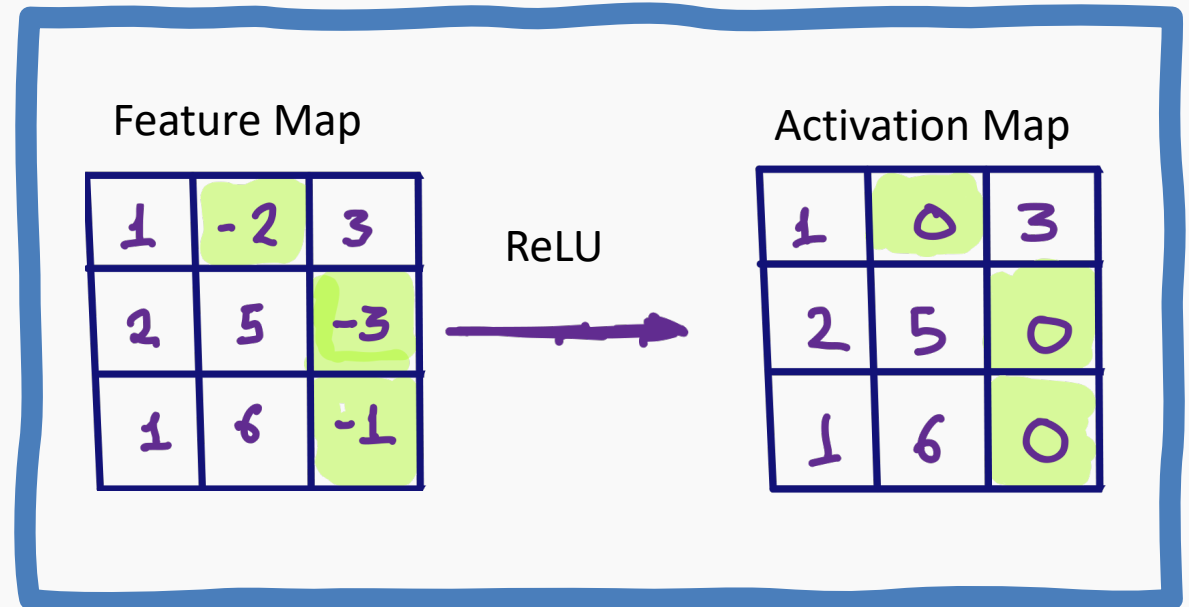 Feature Map
1 -2 3
2 5 -3
1 6 -1
ReLU
Activation Map
1 0 3
2 5 0
1 6 0